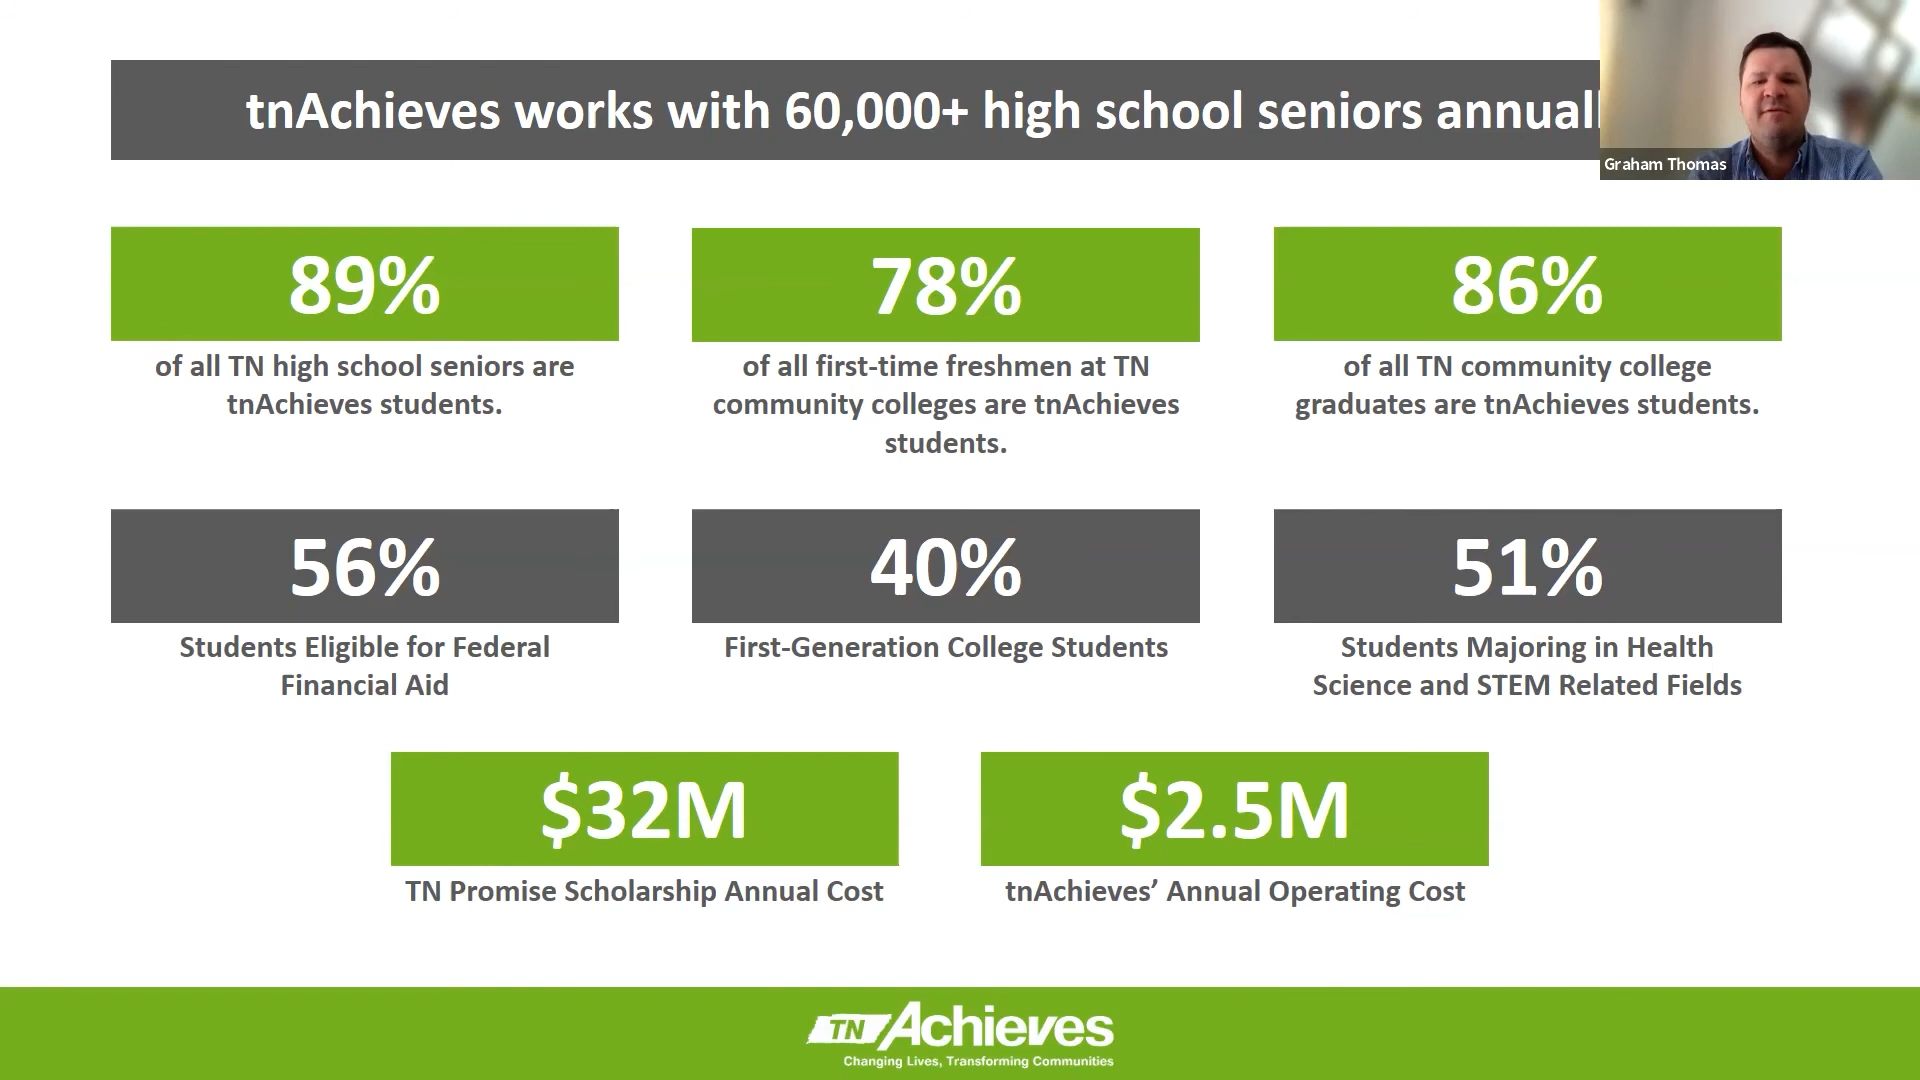 tnAchieves works with 60,000+ high school seniors annuall
Graham Thomas
89%
of all TN high school seniors are
tnAchieves students.
78%
of all first-time freshmen at TN
community colleges are tnAchieves
students.
86%
of all TN community college
graduates are tnAchieves students.
56%
Students Eligible for Federal
Financial Aid
40%
First-Generation College Students
51%
Students Majoring in Health
Science and STEM Related Fields
$32M
TN Promise Scholarship Annual Cost
$2.5M
tnAchieves’ Annual Operating Cost
TN Achieves
Changing Lives, Transforming Communities